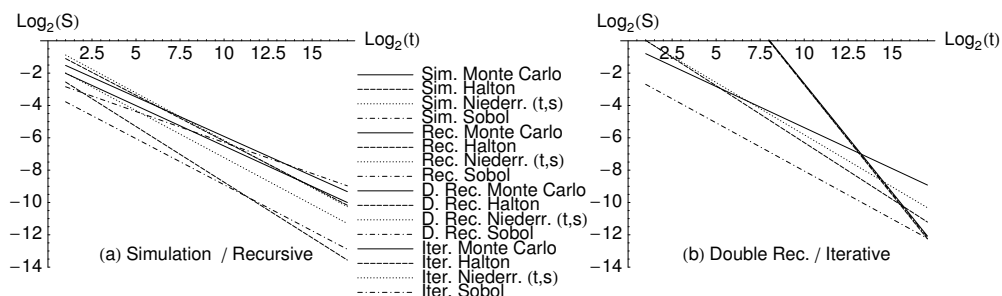 Log2(S)
2.5 5 7.5 10 12.5 15
Log2(t)
−2
−4
−6
−8
−10
−12
−14
(a) Simulation / Recursive
Sim. Monte Carlo
Sim. Halton
Sim. Niederr. (t,s)
Sim. Sobol
Rec. Monte Carlo
Rec. Halton
Rec. Niederr. (t,s)
Rec. Sobol
D. Rec. Monte Carlo
D. Rec. Halton
D. Rec. Niederr. (t,s)
D. Rec. Sobol
Iter. Monte Carlo
Iter. Halton
Iter. Niederr. (t,s)
Iter. Sobol
Log2(S)
2.5 5 7.5 10 12.5 15
Log2(t)
−2
−4
−6
−8
−10
−12
−14
(b) Double Rec. / Iterative